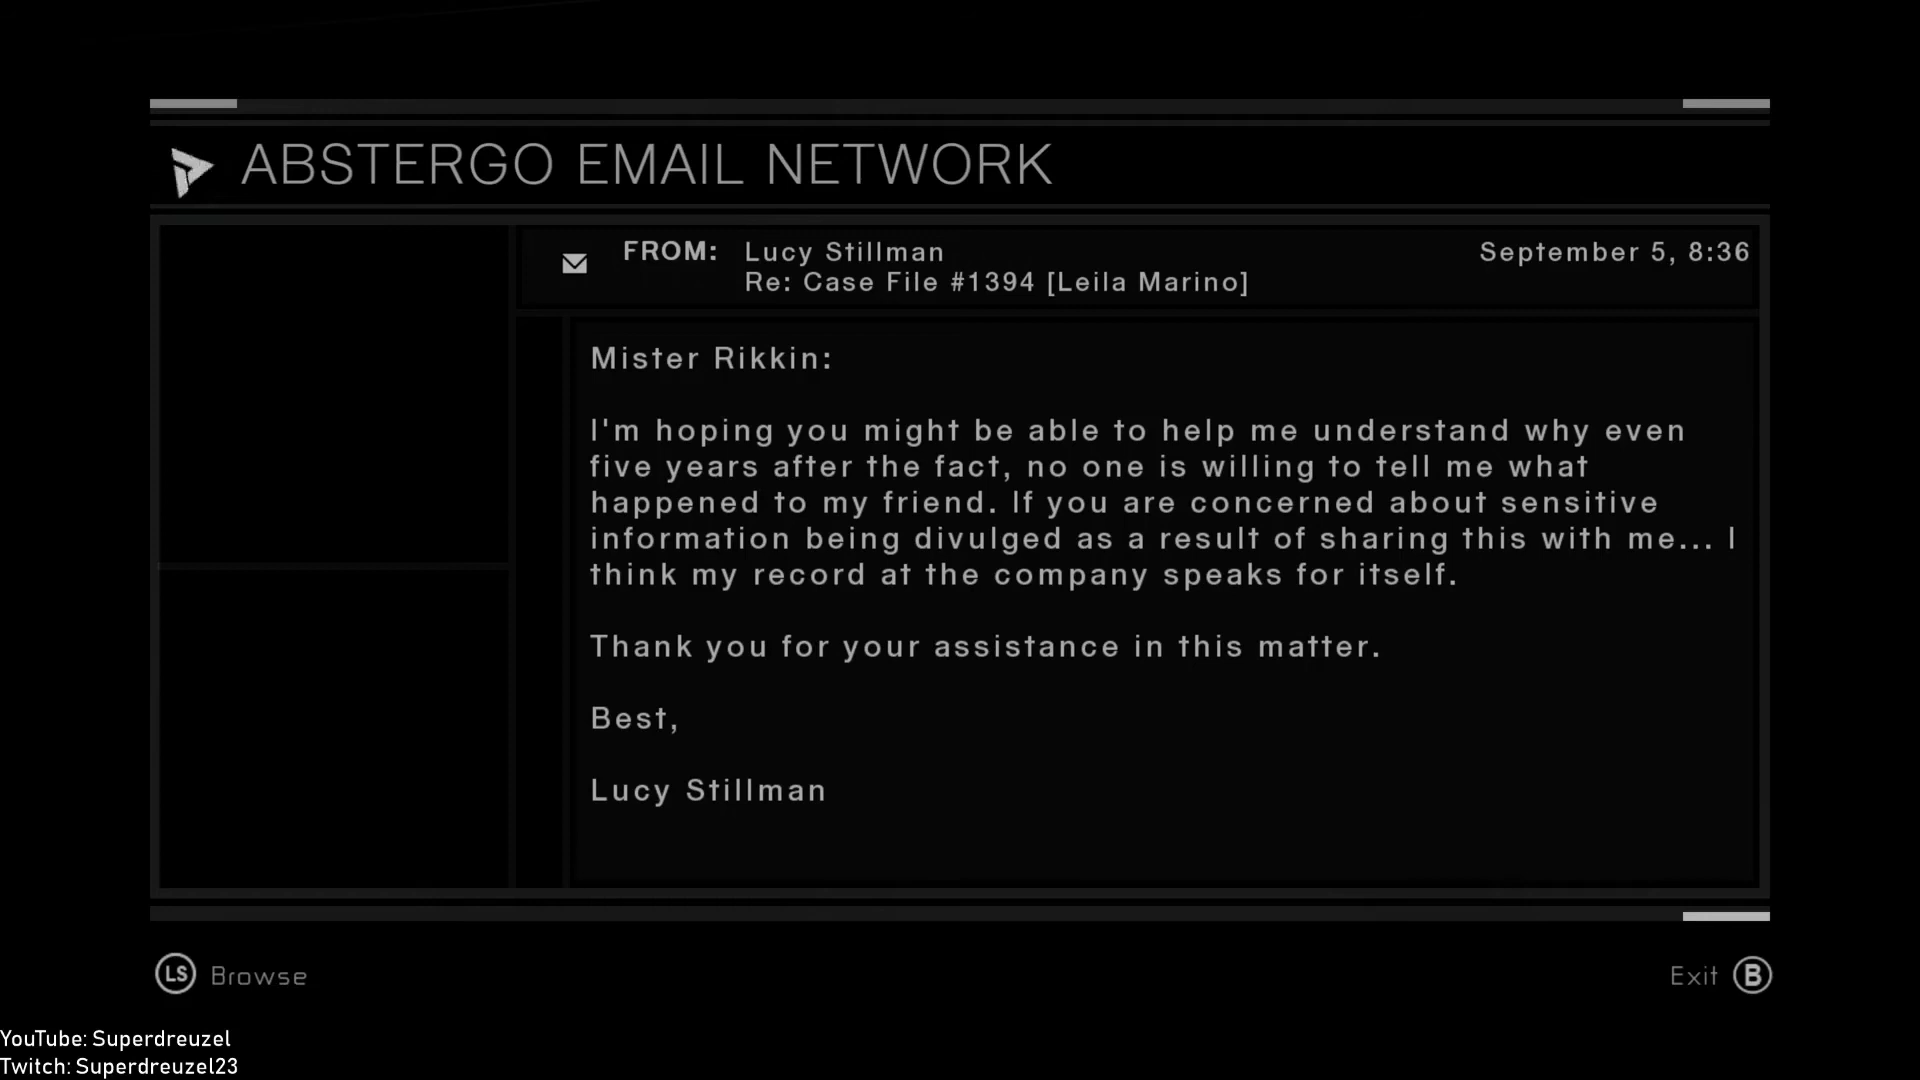 ABSTERGO EMAIL NETWORK
FROM: Lucy Stillman
September 5, 8:36
Re: Case File #1394 [Leila Marino]
Mister Rikkin:
I'm hoping you might be able to help me understand why even
five years after the fact, no one is willing to tell me what
happened to my friend. If you are concerned about sensitive
information being divulged as a result of sharing this with me... I
think my record at the company speaks for itself.
Thank you for your assistance in this matter.
Best,
Lucy Stillman
LS Browse
Exit B
YouTube: Superdreuzel
Twitch: Superdreuzel23